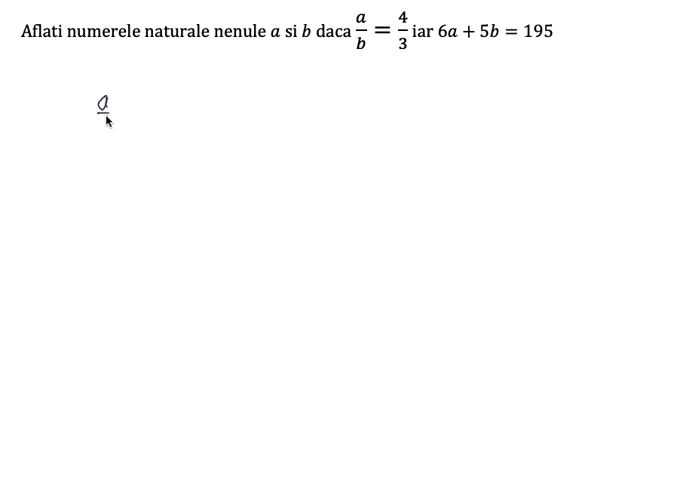 Aflati numerele naturale nenule a si b daca a/b = 4/3 iar 6a + 5b = 195
a